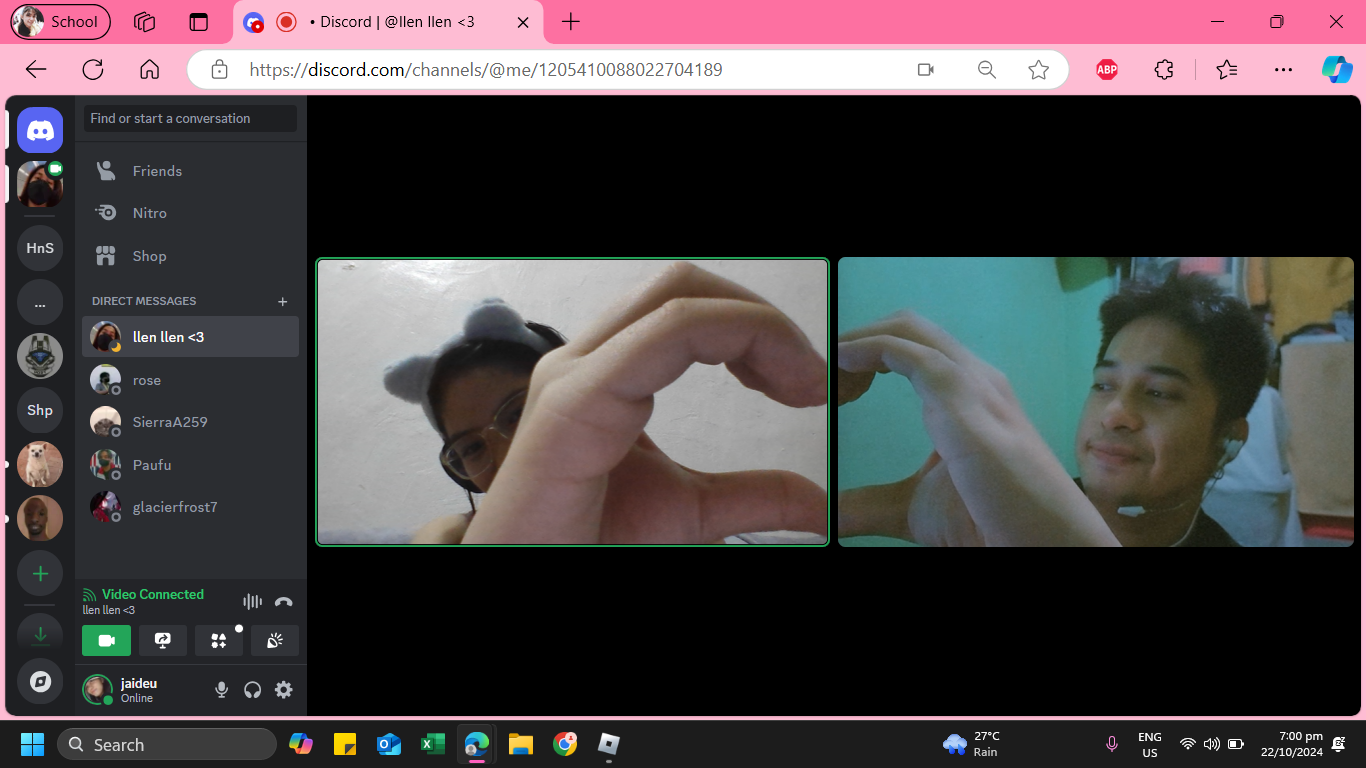 School
• Discord | @llen llen <3
https://discord.com/channels/@me/1205410088022704189
ABP
Find or start a conversation
Friends
Nitro
Shop
HnS
...
Shp
DIRECT MESSAGES
llen llen <3
rose
SierraA259
Paufu
glacierfrost7
Video Connected
llen llen <3
jaideu
Online
Search
27°C
Rain
ENG
US
7:00 pm
22/10/2024